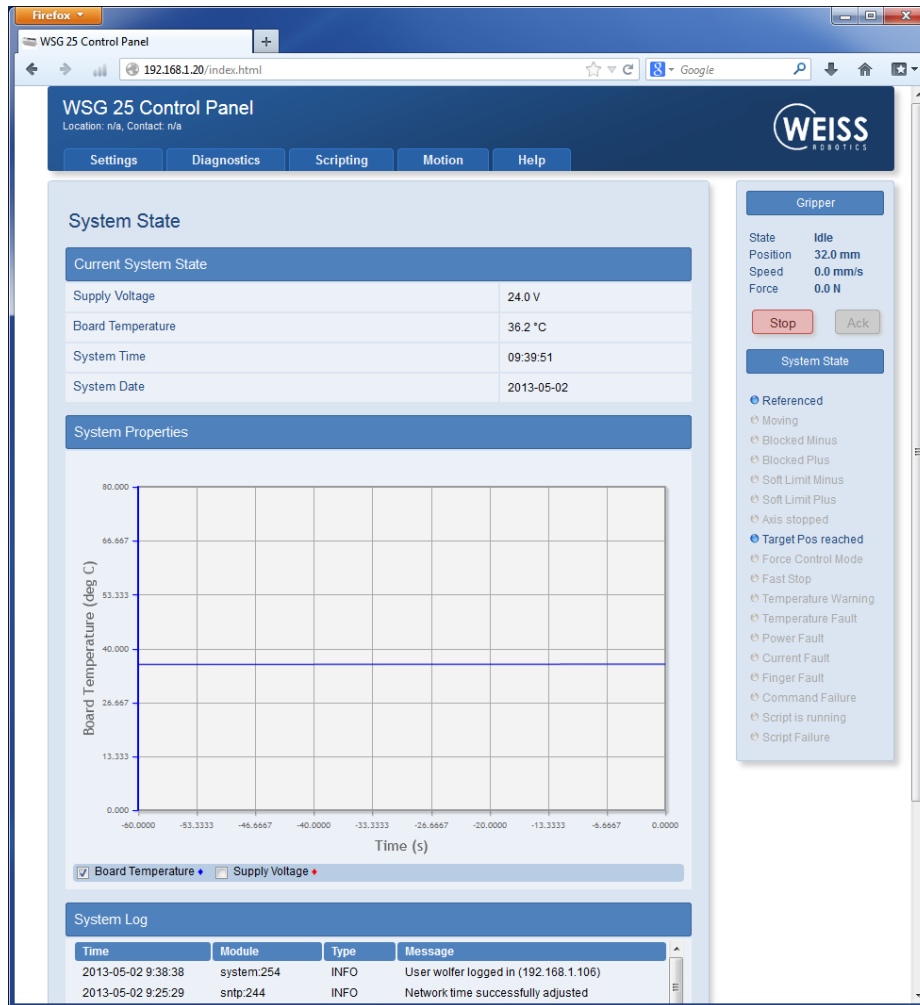 Firefox
WSG 25 Control Panel
192.168.1.20/index.html
Google
WSG 25 Control Panel
Location: n/a, Contact: n/a
WEISS
ROBOTICS
Settings Diagnostics Scripting Motion Help
System State
Current System State
Supply Voltage 24.0 V
Board Temperature 36.2 °C
System Time 09:39:51
System Date 2013-05-02
System Properties
80.000
66.667
53.333
40.000
26.667
13.333
0.000
Board Temperature (deg C)
-60.0000 -53.3333 -46.6667 -40.0000 -33.3333 -26.6667 -20.0000 -13.3333 -6.6667 0.0000
Time (s)
Board Temperature Supply Voltage
System Log
Time Module Type Message
2013-05-02 9:38:38 system:254 INFO User wolfer logged in (192.168.1.106)
2013-05-02 9:25:29 sntp:244 INFO Network time successfully adjusted
Gripper
State Idle
Position 32.0 mm
Speed 0.0 mm/s
Force 0.0 N
Stop Ack
System State
Referenced
Moving
Blocked Minus
Blocked Plus
Soft Limit Minus
Soft Limit Plus
Axis stopped
Target Pos reached
Force Control Mode
Fast Stop
Temperature Warning
Temperature Fault
Power Fault
Current Fault
Finger Fault
Command Failure
Script is running
Script Failure